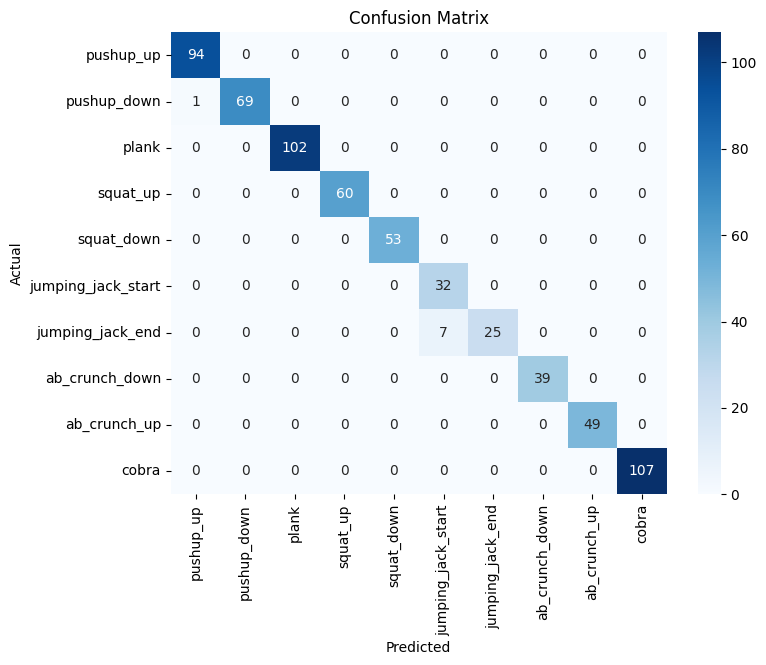 Confusion Matrix
Actual
pushup_up 94 0 0 0 0 0 0 0 0 0
pushup_down 1 69 0 0 0 0 0 0 0 0
plank 0 0 102 0 0 0 0 0 0 0
squat_up 0 0 0 60 0 0 0 0 0 0
squat_down 0 0 0 0 53 0 0 0 0 0
jumping_jack_start 0 0 0 0 0 32 0 0 0 0
jumping_jack_end 0 0 0 0 0 7 25 0 0 0
ab_crunch_down 0 0 0 0 0 0 0 39 0 0
ab_crunch_up 0 0 0 0 0 0 0 0 49 0
cobra 0 0 0 0 0 0 0 0 0 107
pushup_up
pushup_down
plank
squat_up
squat_down
jumping_jack_start
jumping_jack_end
ab_crunch_down
ab_crunch_up
cobra
Predicted
100
80
60
40
20
0